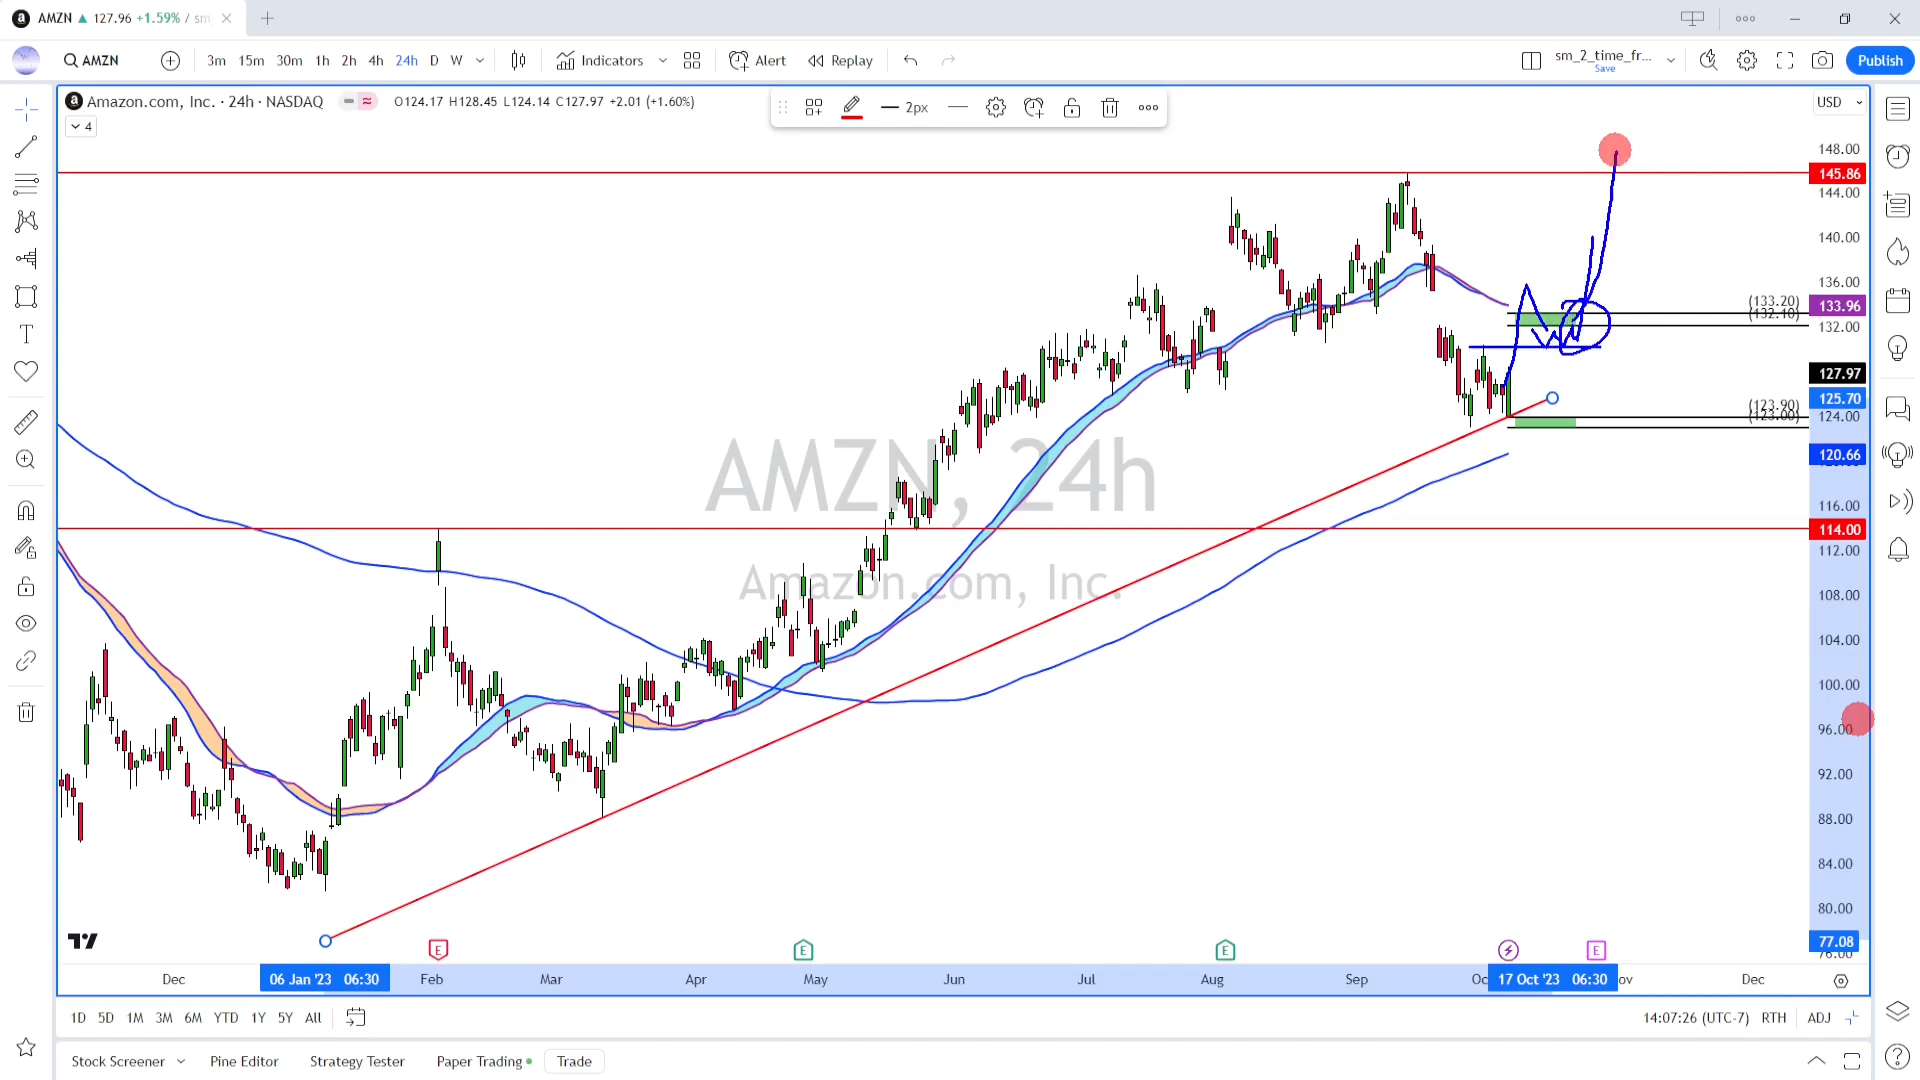 AMZN ▲ 127.96 +1.59% / sm
AMZN 3m 15m 30m 1h 2h 4h 24h D W Indicators Alert Replay sm_2_time_fr... Save Publish
Amazon.com, Inc. · 24h · NASDAQ O124.17 H128.45 L124.14 C127.97 +2.01 (+1.60%)
2px
USD
4
148.00
145.86
144.00
140.00
136.00
(133.20) 133.96
(132.10)
132.00
127.97
125.70
(123.90)
(123.00)
124.00
120.66
AMZN, 24h
116.00
114.00
112.00
Amazon.com, Inc.
108.00
104.00
100.00
96.00
92.00
88.00
84.00
80.00
77.08
76.00
E E E E
Dec 06 Jan '23 06:30 Feb Mar Apr May Jun Jul Aug Sep Oc 17 Oct '23 06:30 ov Dec
1D 5D 1M 3M 6M YTD 1Y 5Y All 14:07:26 (UTC-7) RTH ADJ
Stock Screener Pine Editor Strategy Tester Paper Trading Trade